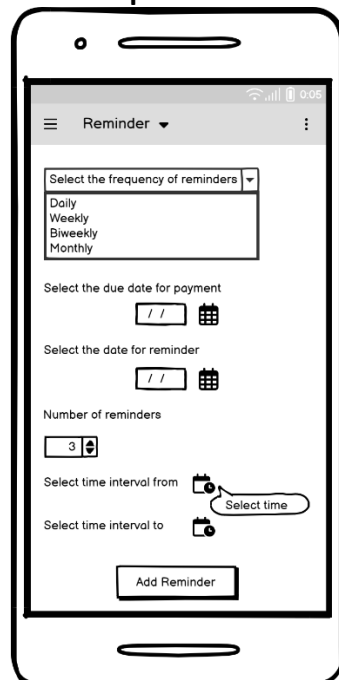 0:05
Reminder
Select the frequency of reminders
Daily
Weekly
Biweekly
Monthly
Select the due date for payment
/ /
Select the date for reminder
/ /
Number of reminders
3
Select time interval from
Select time
Select time interval to
Add Reminder